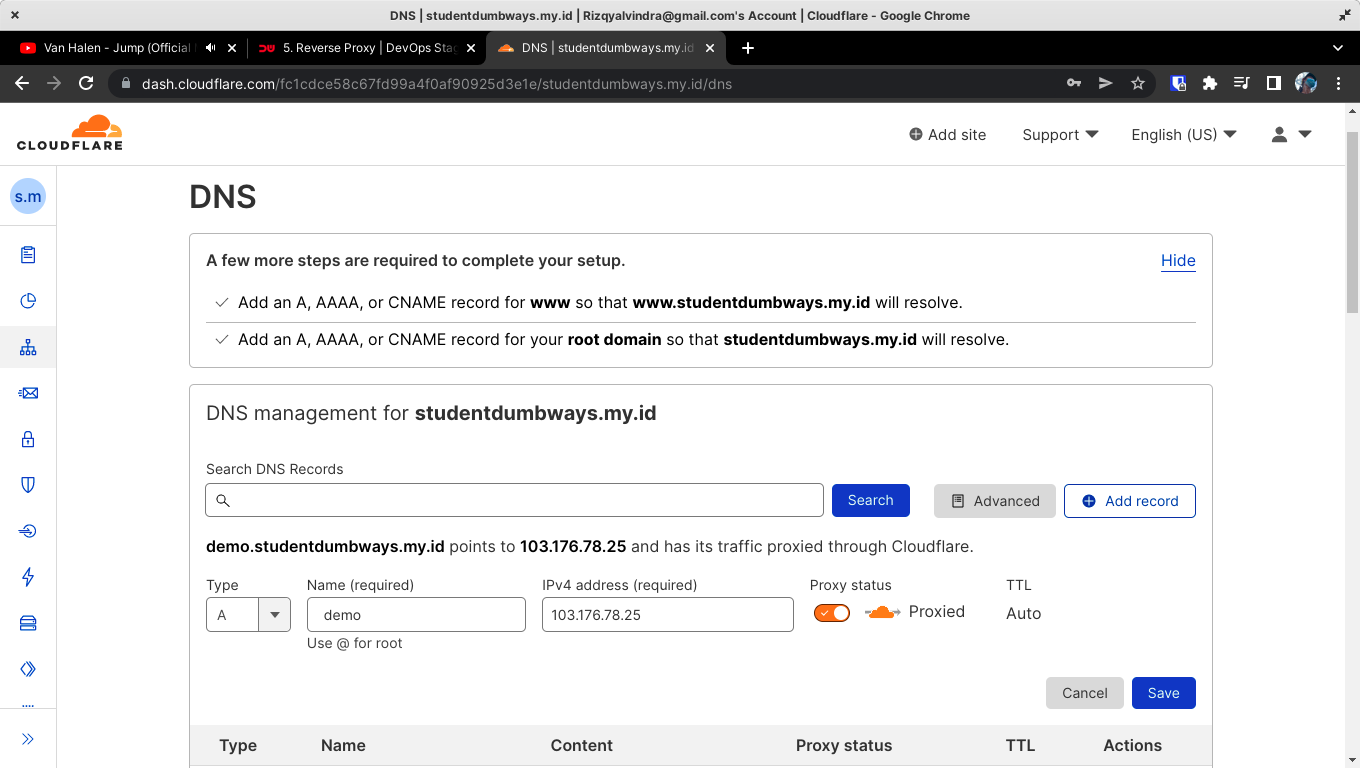 DNS | studentdumbways.my.id | Rizqyalvindra@gmail.com's Account | Cloudflare - Google Chrome
Van Halen - Jump (Official
5. Reverse Proxy | DevOps Stag
DNS | studentdumbways.my.id
dash.cloudflare.com/fc1cdce58c67fd99a4f0af90925d3e1e/studentdumbways.my.id/dns
CLOUDFLARE
Add site
Support
English (US)
s.m
DNS
A few more steps are required to complete your setup.
Hide
Add an A, AAAA, or CNAME record for www so that www.studentdumbways.my.id will resolve.
Add an A, AAAA, or CNAME record for your root domain so that studentdumbways.my.id will resolve.
DNS management for studentdumbways.my.id
Search DNS Records
Search
Advanced
Add record
demo.studentdumbways.my.id points to 103.176.78.25 and has its traffic proxied through Cloudflare.
Type Name (required) IPv4 address (required) Proxy status TTL
A demo 103.176.78.25 Proxied Auto
Use @ for root
Cancel Save
Type Name Content Proxy status TTL Actions